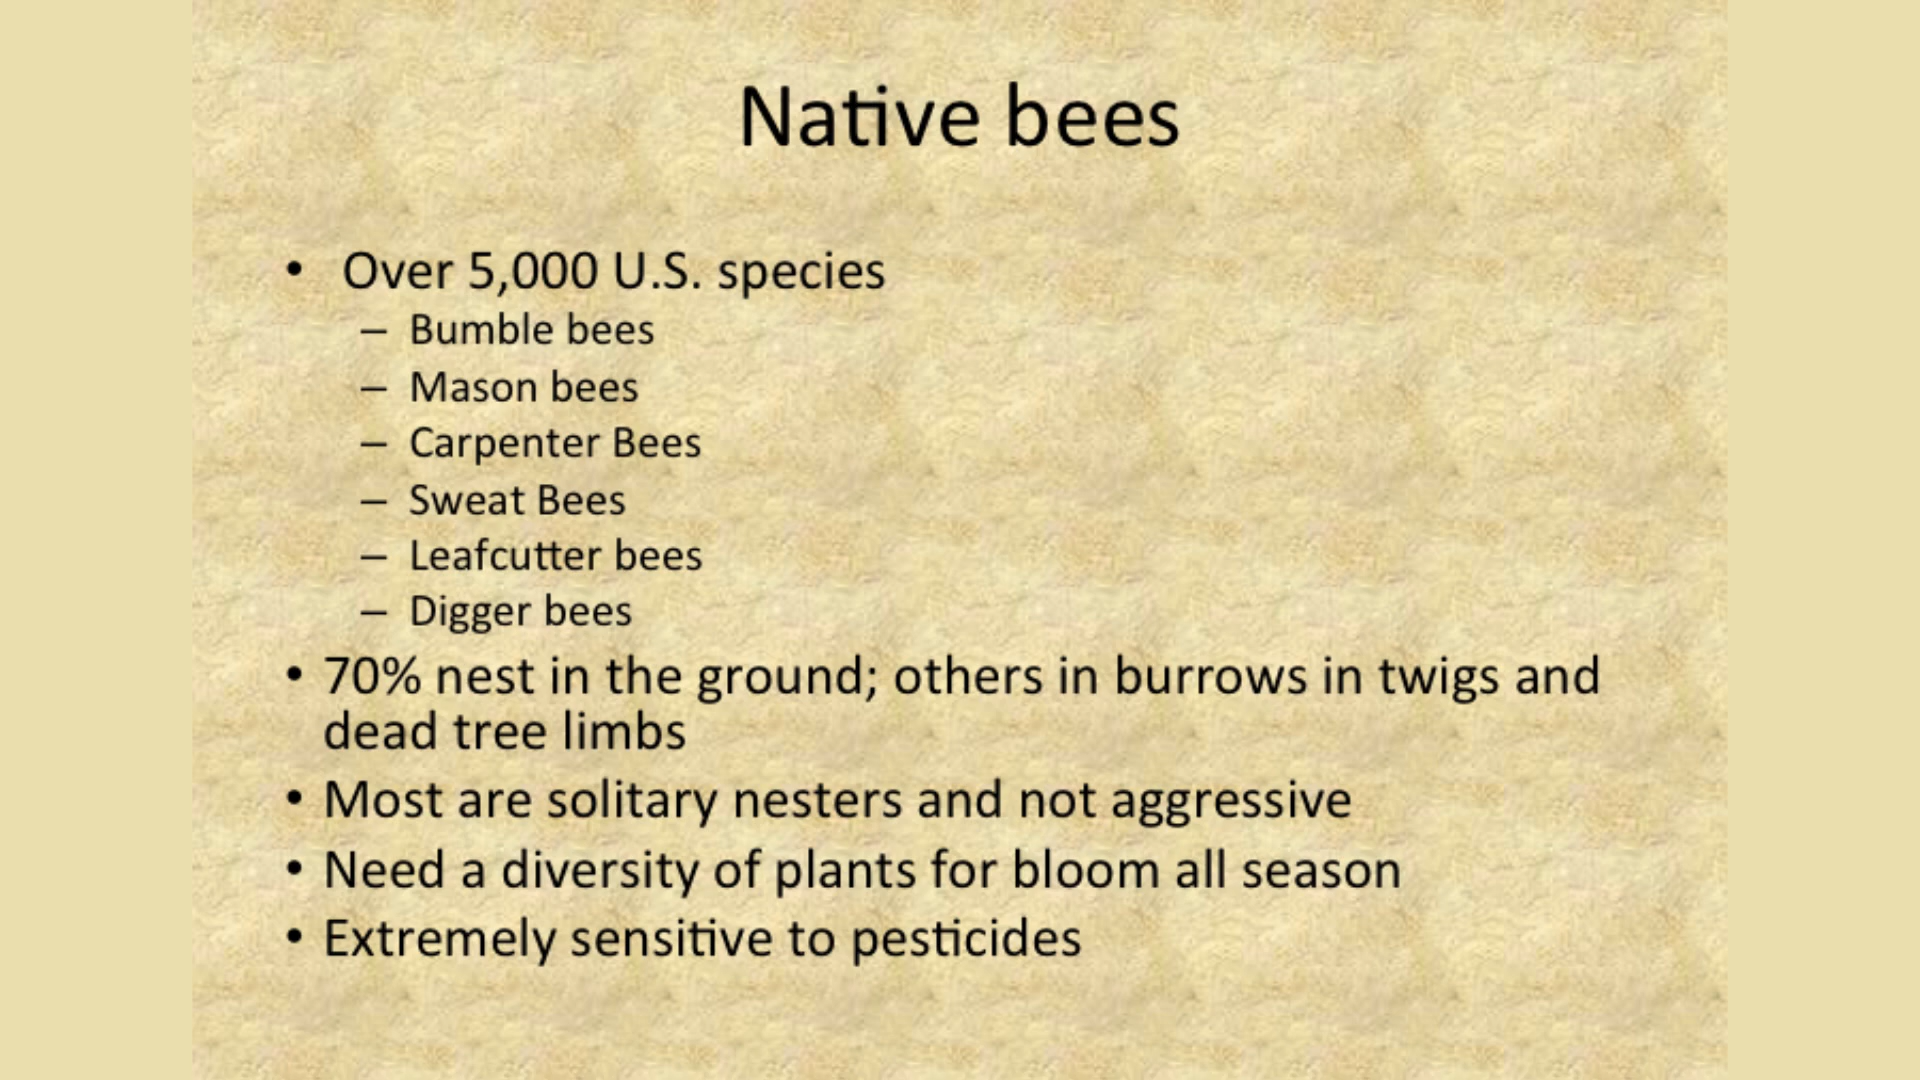 Native bees
• Over 5,000 U.S. species
– Bumble bees
– Mason bees
– Carpenter Bees
– Sweat Bees
– Leafcutter bees
– Digger bees
• 70% nest in the ground; others in burrows in twigs and
dead tree limbs
• Most are solitary nesters and not aggressive
• Need a diversity of plants for bloom all season
• Extremely sensitive to pesticides